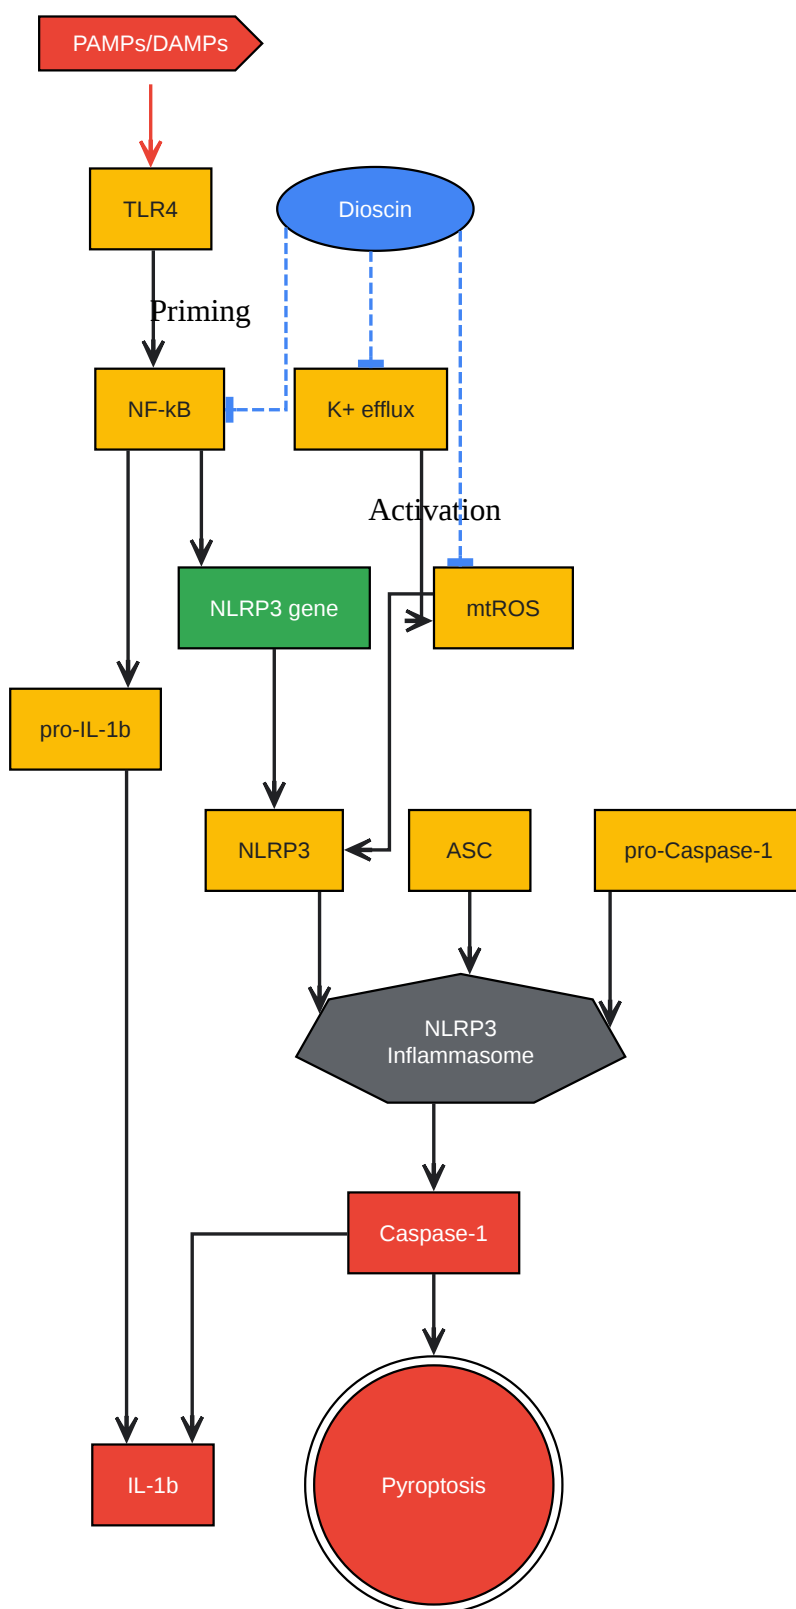 PAMPs/DAMPs
TLR4
Dioscin
Priming
NF-kB
K+ efflux
Activation
NLRP3 gene
mtROS
pro-IL-1b
NLRP3
ASC
pro-Caspase-1
NLRP3
Inflammasome
Caspase-1
IL-1b
Pyroptosis